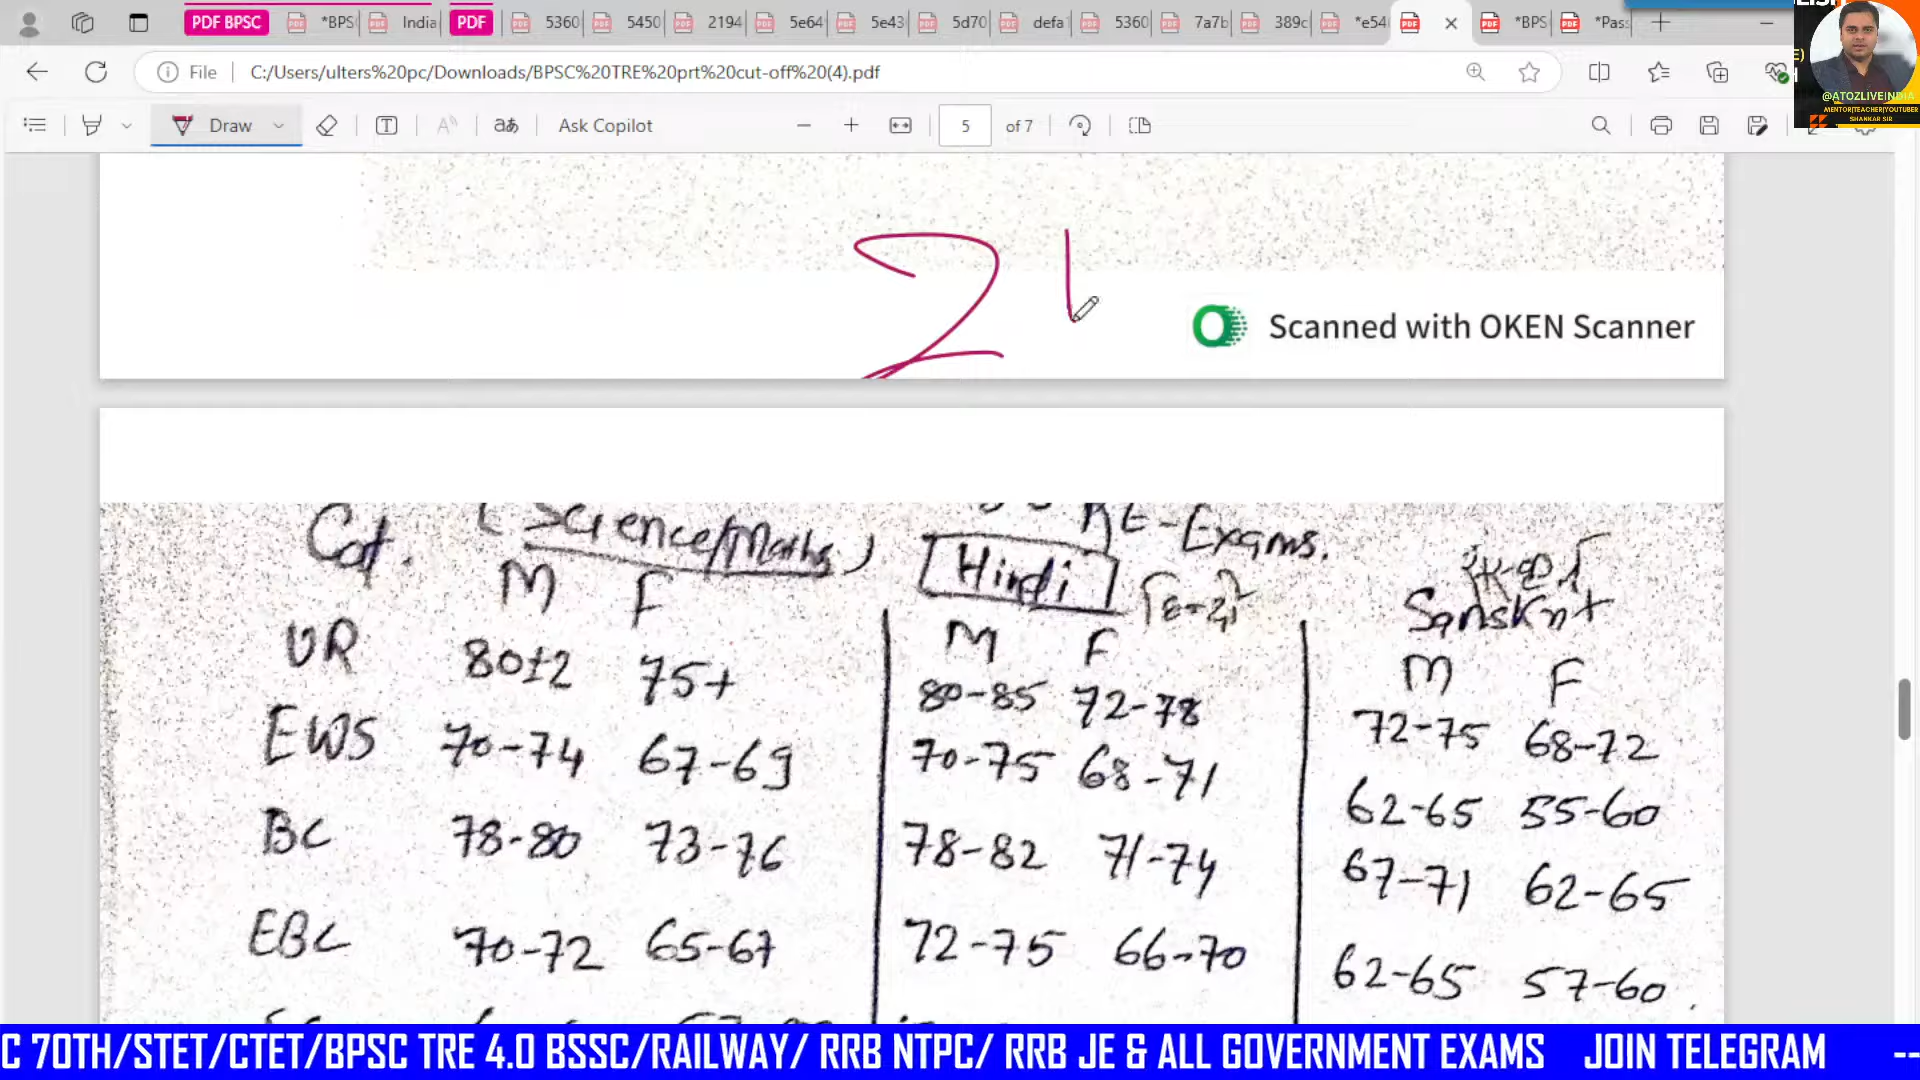 PDF BPSC *BPS India PDF 5360 5450 2194 5e64 5e43 5d70 defa 5360 7a7b 389c *e54 *BPS *Pas
File C:/Users/ulters%20pc/Downloads/BPSC%20TRE%20prt%20cut-off%20(4).pdf
Draw Ask Copilot 5 of 7
@ATOZLIVEINDIA
MENTOR|TEACHER|YOUTUBER
SHANKAR SIR
2
Scanned with OKEN Scanner
Cat. (Science/Maths) RE-Exams.
M F Hindi Sanskrit
UR 80±2 75+ M F M F
80-85 72-78 72-75 68-72
EWS 70-74 67-69 70-75 68-71 62-65 55-60
BC 78-80 73-76 78-82 71-74 67-71 62-65
EBC 70-72 65-67 72-75 66-70 62-65 57-60
C 70TH/STET/CTET/BPSC TRE 4.0 BSSC/RAILWAY/ RRB NTPC/ RRB JE & ALL GOVERNMENT EXAMS JOIN TELEGRAM --